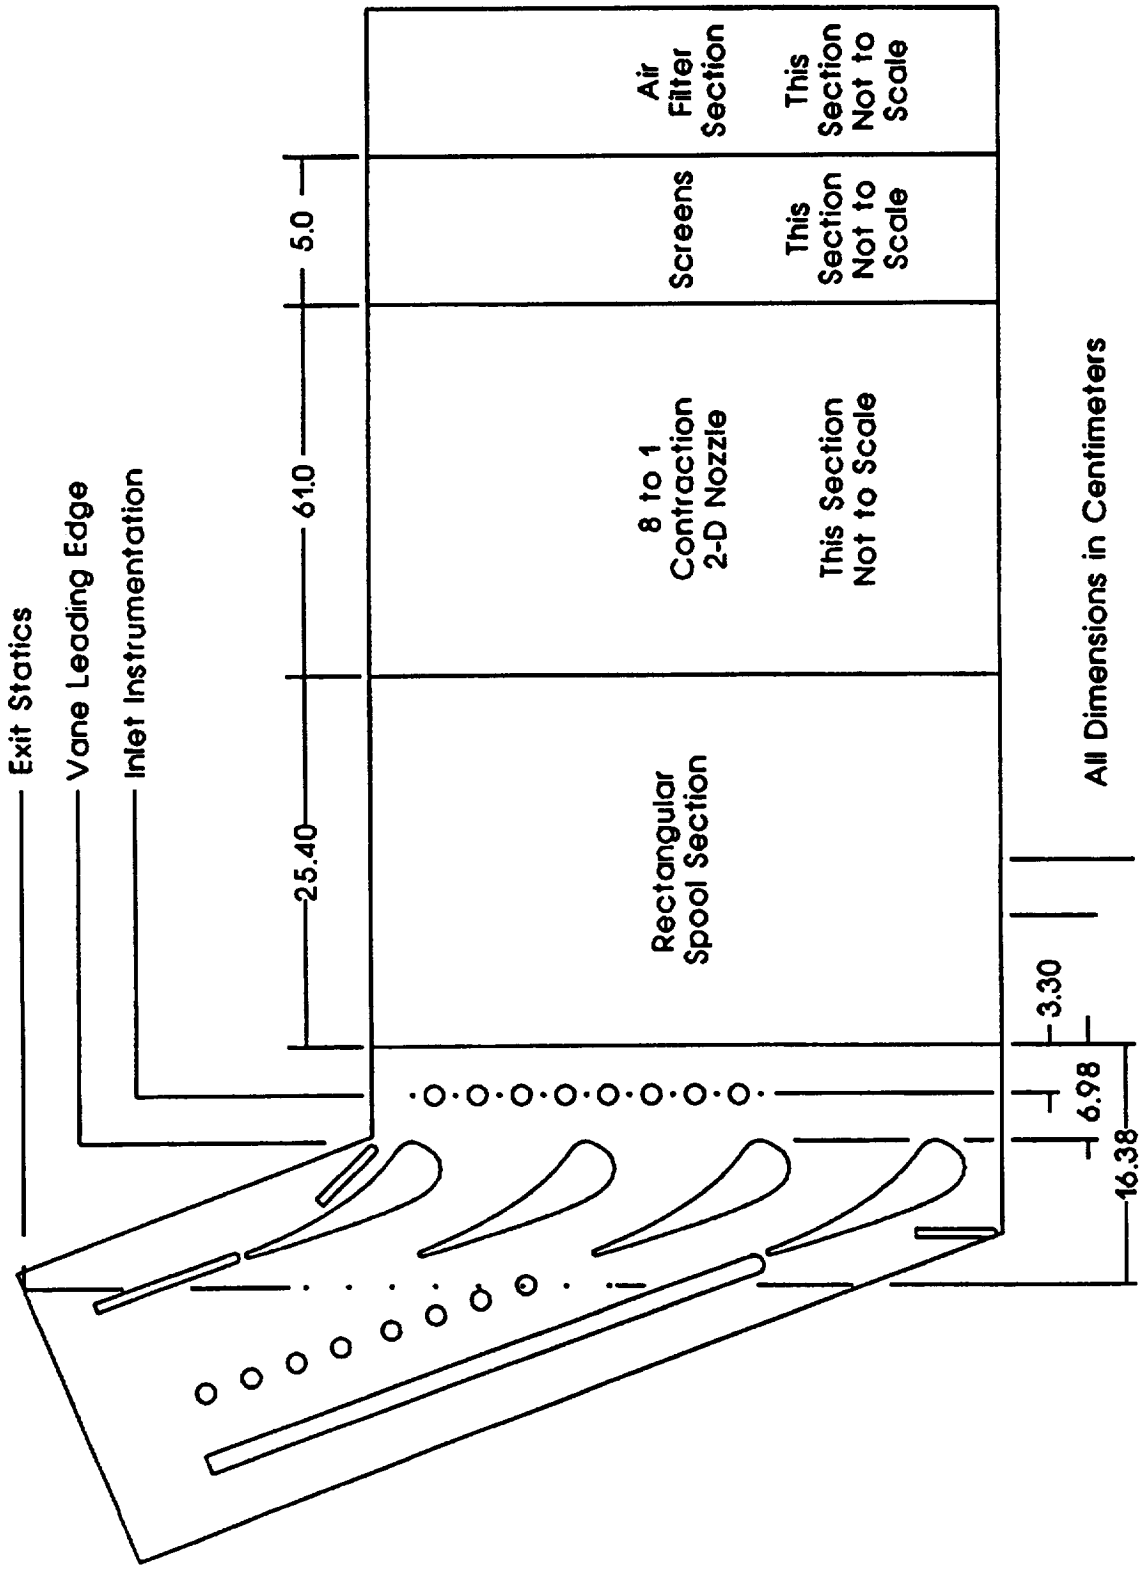 Exit Statics
Vane Leading Edge
Inlet Instrumentation
25.40
61.0
5.0
Rectangular
Spool Section
8 to 1
Contraction
2-D Nozzle
This Section
Not to Scale
Screens
This
Section
Not to
Scale
Air
Filter
Section
This
Section
Not to
Scale
3.30
6.98
16.38
All Dimensions in Centimeters